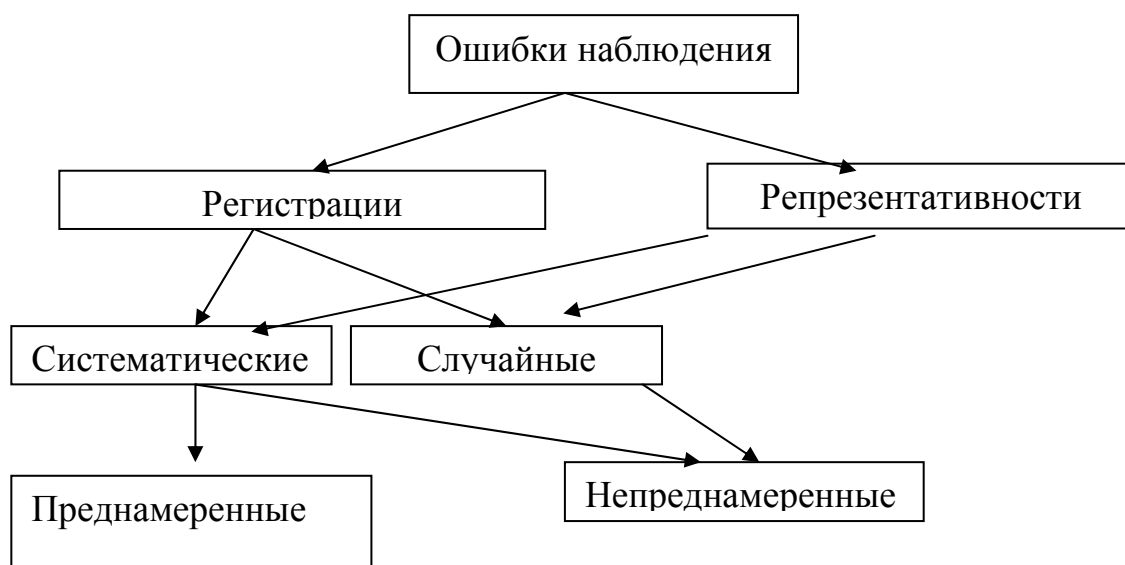 Ошибки наблюдения
Регистрации
Репрезентативности
Систематические
Случайные
Преднамеренные
Непреднамеренные